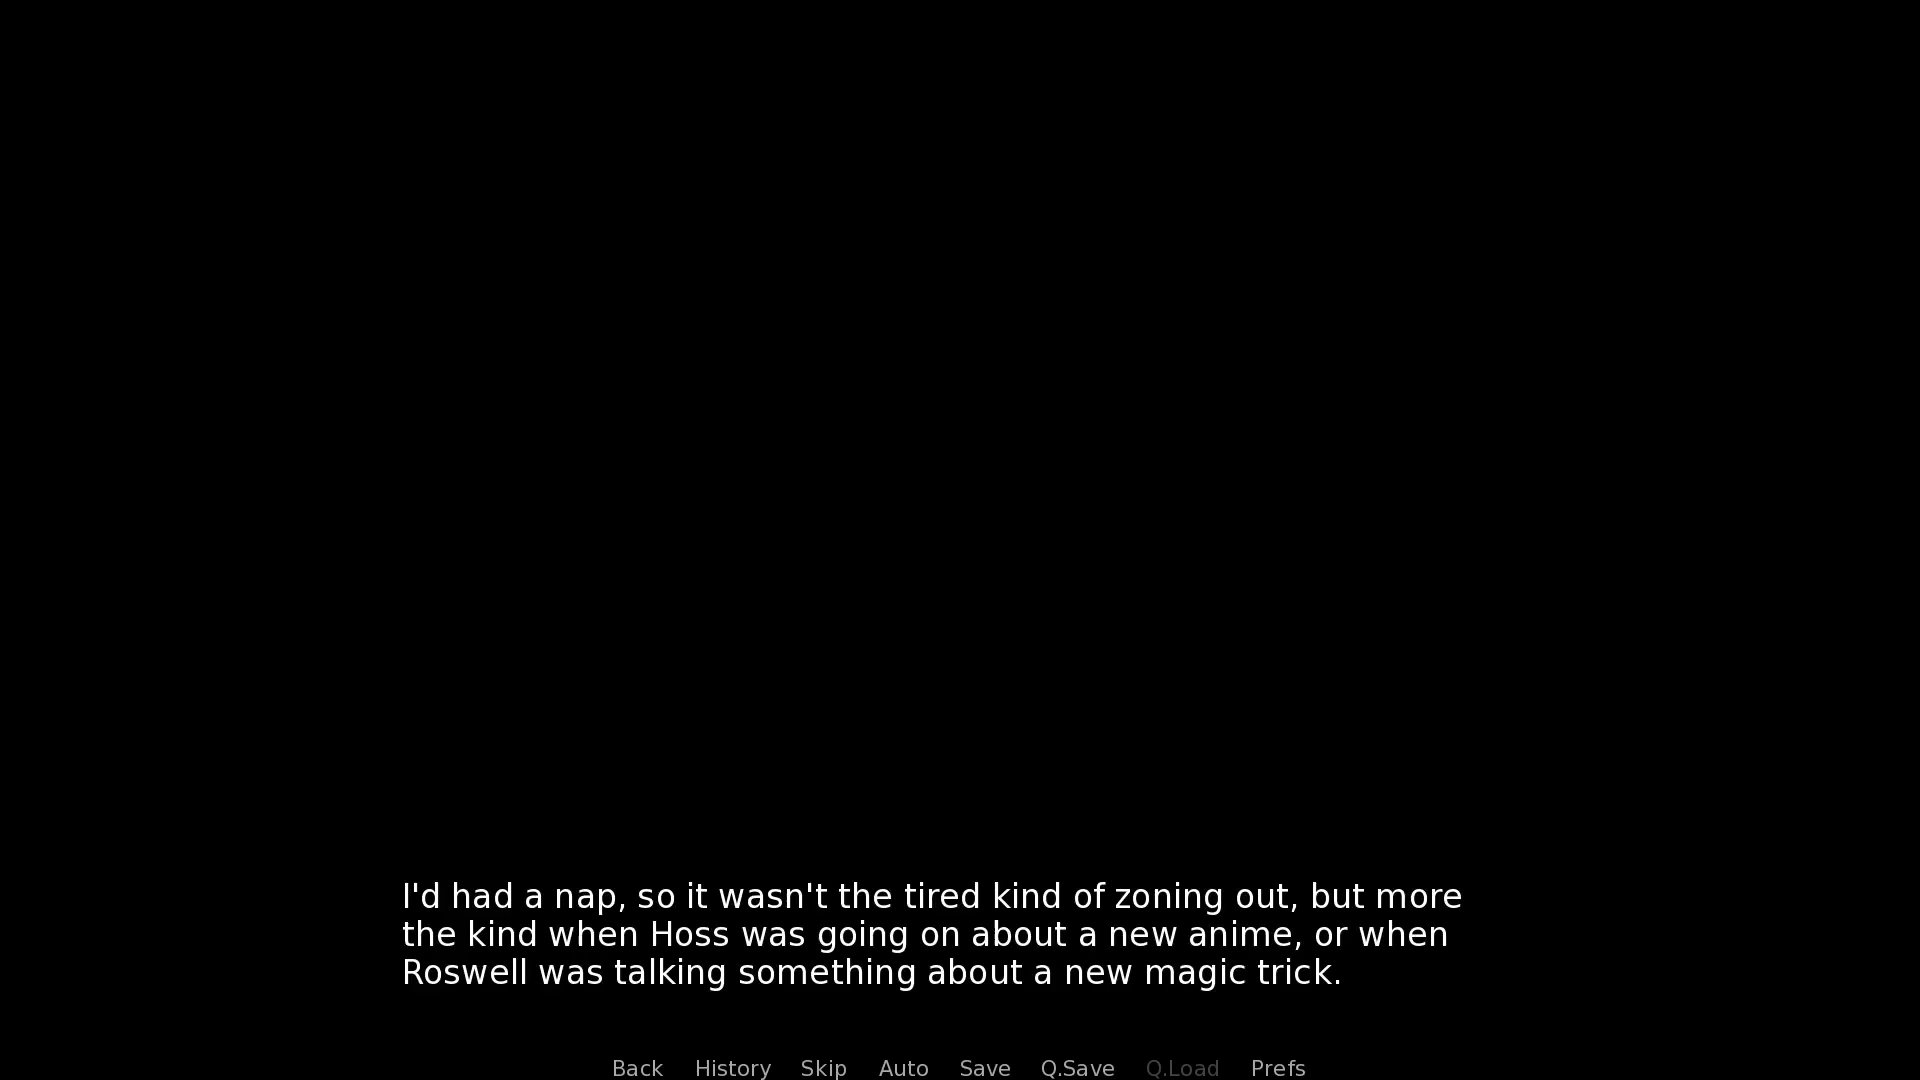 I'd had a nap, so it wasn't the tired kind of zoning out, but more
the kind when Hoss was going on about a new anime, or when
Roswell was talking something about a new magic trick.
Back History Skip Auto Save Q.Save Q.Load Prefs